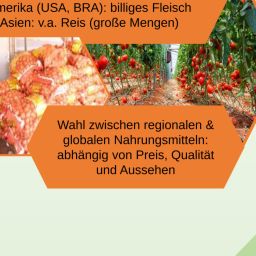 merika (USA, BRA): billiges Fleisch
Asien: v.a. Reis (große Mengen)
Wahl zwischen regionalen &
globalen Nahrungsmitteln:
abhängig von Preis, Qualität
und Aussehen